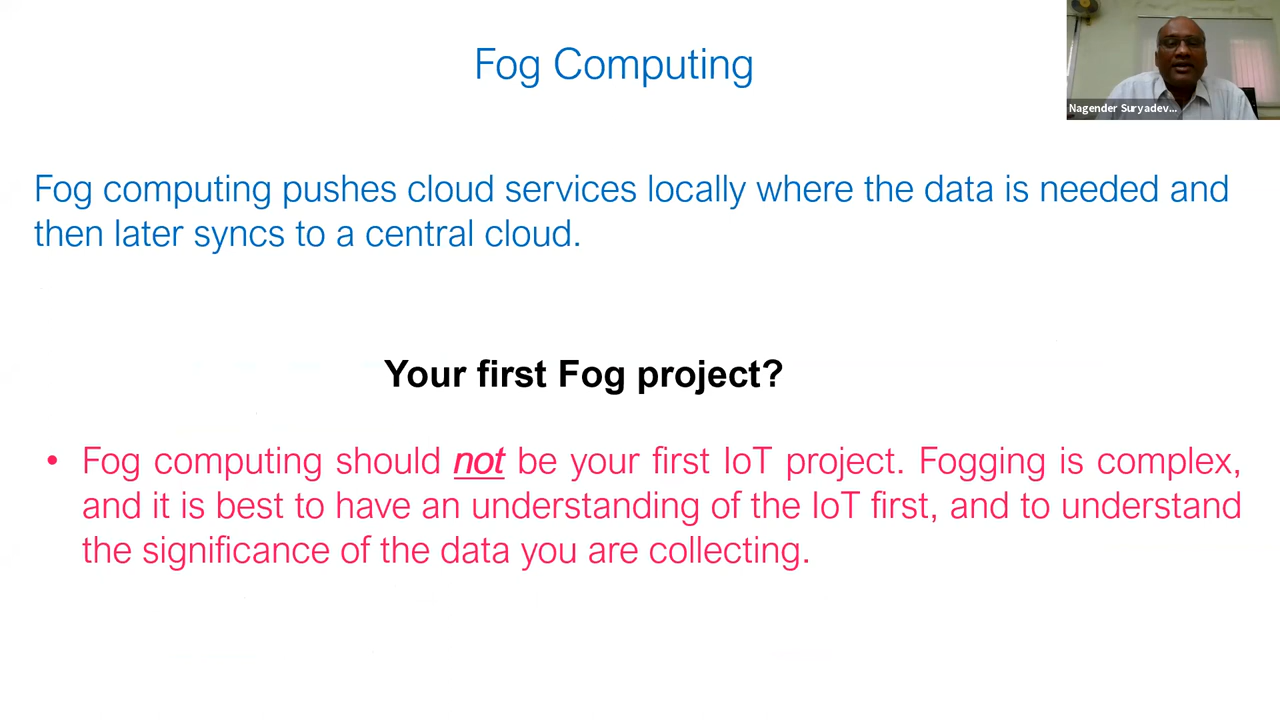 Fog Computing
Nagender Suryadev...
Fog computing pushes cloud services locally where the data is needed and
then later syncs to a central cloud.
Your first Fog project?
• Fog computing should not be your first IoT project. Fogging is complex,
and it is best to have an understanding of the IoT first, and to understand
the significance of the data you are collecting.